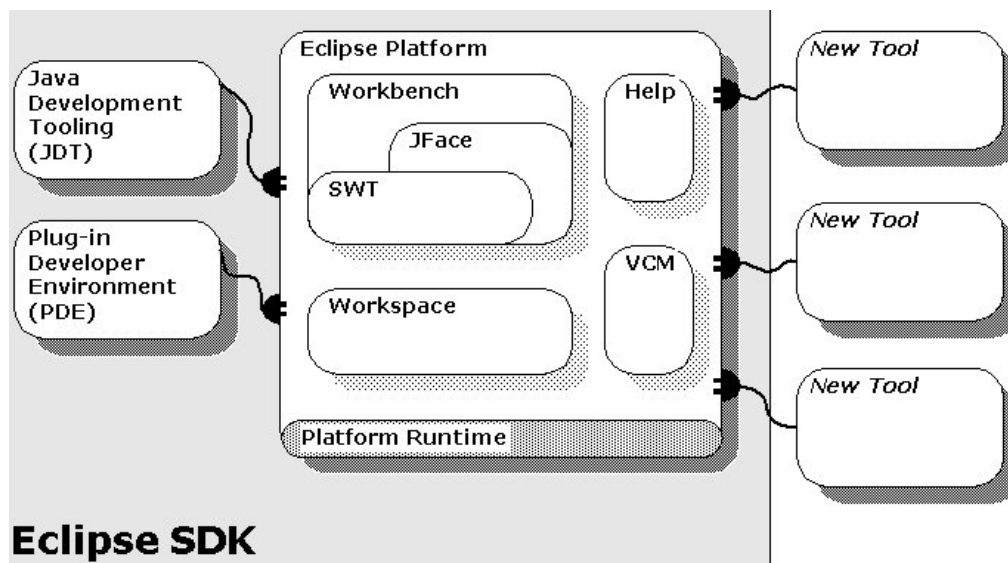 Java
Development
Tooling
(JDT)
Plug-in
Developer
Environment
(PDE)
Eclipse Platform
Workbench
JFace
SWT
Workspace
Help
VCM
Platform Runtime
New Tool
New Tool
New Tool
Eclipse SDK